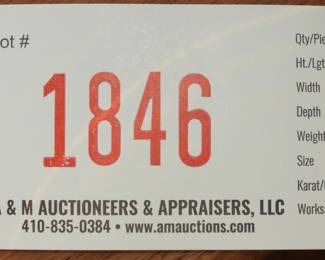 ot #
1846
& M AUCTIONEERS & APPRAISERS, LLC
410-835-0384 • www.amauctions.com
Qty/Pie
Ht./Lgt
Width
Depth
Weight
Size
Karat/
Works